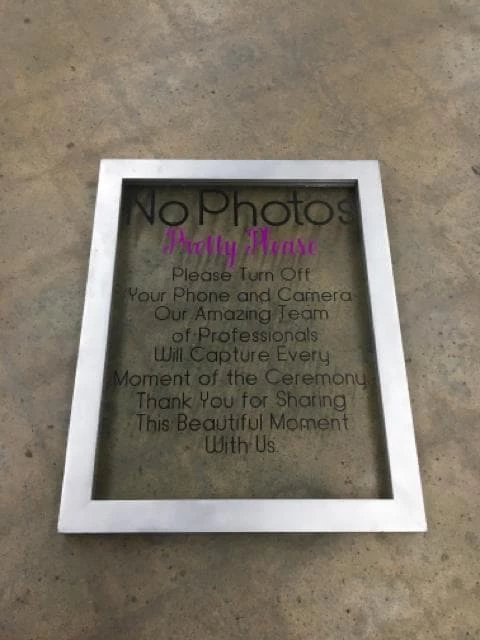 No Photos
Pretty Please
Please Turn Off
Your Phone and Camera
Our Amazing Team
of Professionals
Will Capture Every
Moment of the Ceremony
Thank You for Sharing
This Beautiful Moment
With Us.